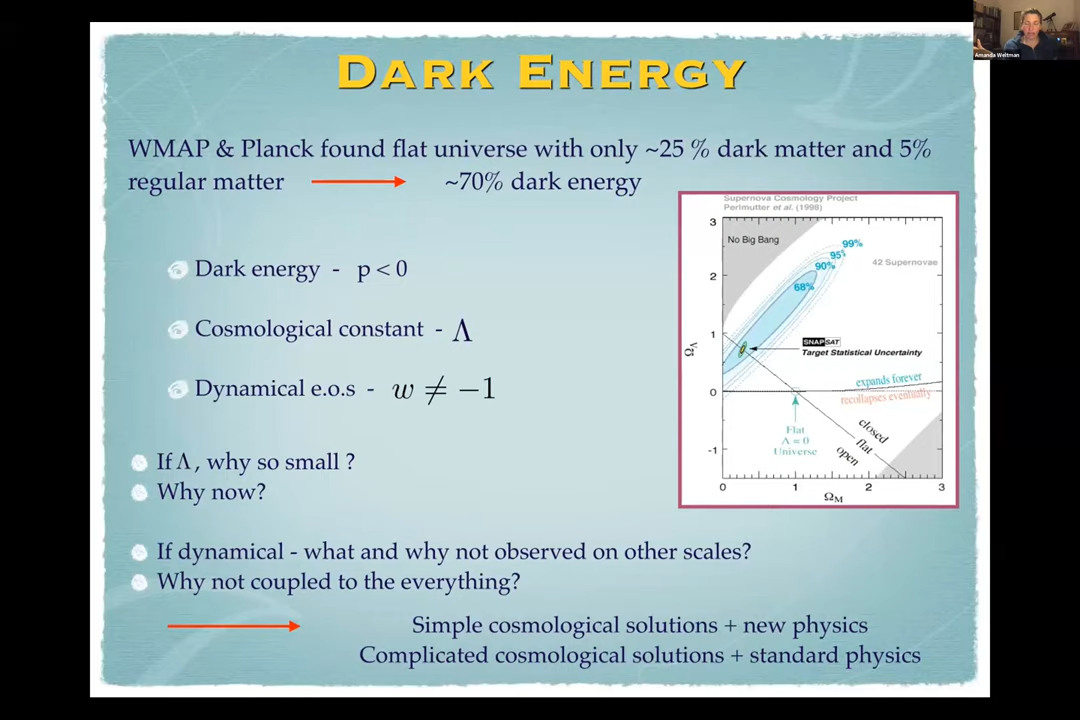 Amanda Weltman
DARK ENERGY
WMAP & Planck found flat universe with only ~25 % dark matter and 5%
regular matter ~70% dark energy
Dark energy - p < 0
Cosmological constant - Λ
Dynamical e.o.s - w ≠ −1
If Λ, why so small ?
Why now?
If dynamical - what and why not observed on other scales?
Why not coupled to the everything?
Simple cosmological solutions + new physics
Complicated cosmological solutions + standard physics
Supernova Cosmology Project
Perlmutter et al. (1998)
3
No Big Bang
99%
95%
42 Supernovae
90%
2
68%
1
SNAP SAT
Target Statistical Uncertainty
ΩΛ
expands forever
0
recollapses eventually
Flat
Λ = 0
Universe
closed
flat
open
-1
0 1 2 3
ΩM